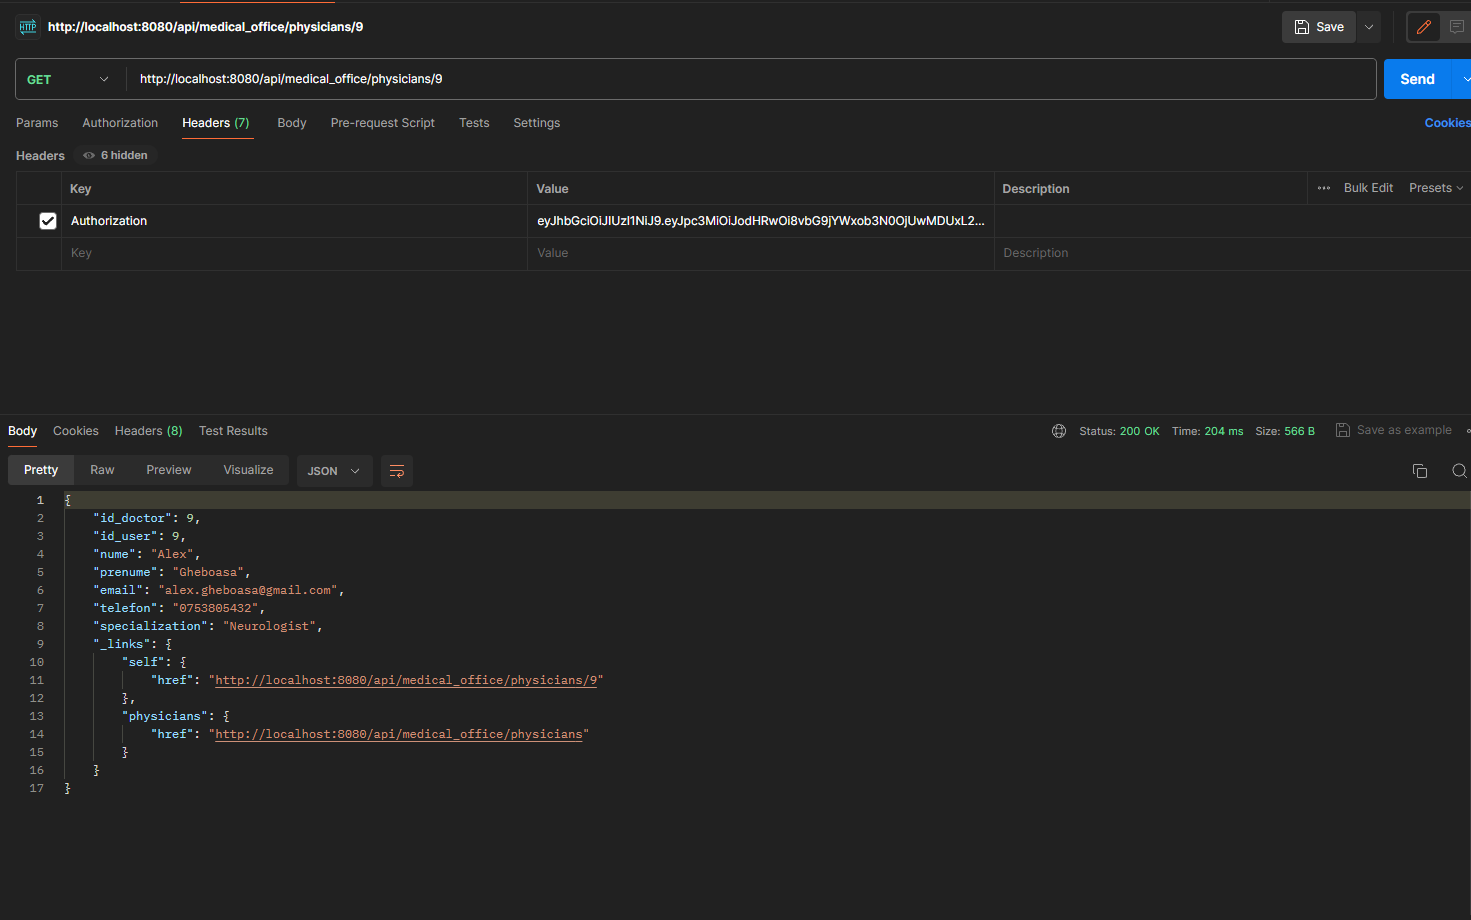 HTTP http://localhost:8080/api/medical_office/physicians/9 Save
GET http://localhost:8080/api/medical_office/physicians/9 Send
Params Authorization Headers (7) Body Pre-request Script Tests Settings Cookies
Headers 6 hidden
Key Value Description ••• Bulk Edit Presets
Authorization eyJhbGciOiJIUzI1NiJ9.eyJpc3MiOiJodHRwOi8vbG9jYWxob3N0OjUwMDUxL2...
Key Value Description
Body Cookies Headers (8) Test Results Status: 200 OK Time: 204 ms Size: 566 B Save as example
Pretty Raw Preview Visualize JSON
1 {
2 "id_doctor": 9,
3 "id_user": 9,
4 "nume": "Alex",
5 "prenume": "Gheboasa",
6 "email": "alex.gheboasa@gmail.com",
7 "telefon": "0753805432",
8 "specialization": "Neurologist",
9 "_links": {
10 "self": {
11 "href": "http://localhost:8080/api/medical_office/physicians/9"
12 },
13 "physicians": {
14 "href": "http://localhost:8080/api/medical_office/physicians"
15 }
16 }
17 }